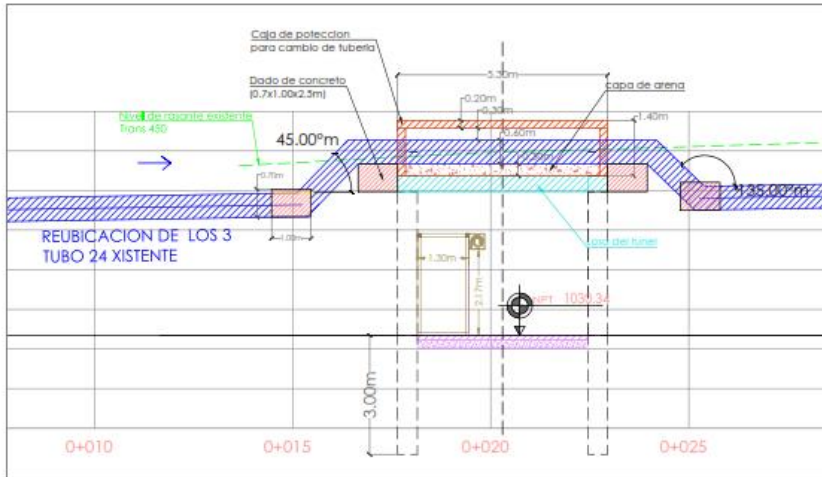 Caja de poteccion
para cambio de tuberia
5.30m
Dado de concreto
(0.7x1.00x2.5m)
capa de arena
0.20m
0.30m
1.40m
Nivel de rasante existente
Trans 450
45.00°m
0.60m
0.70m
135.00°m
REUBICACION DE LOS 3
TUBO 24 XISTENTE
1.00m
Losa del tunel
1.30m
2.17m
NPT 1039.34
3.00m
0+010
0+015
0+020
0+025